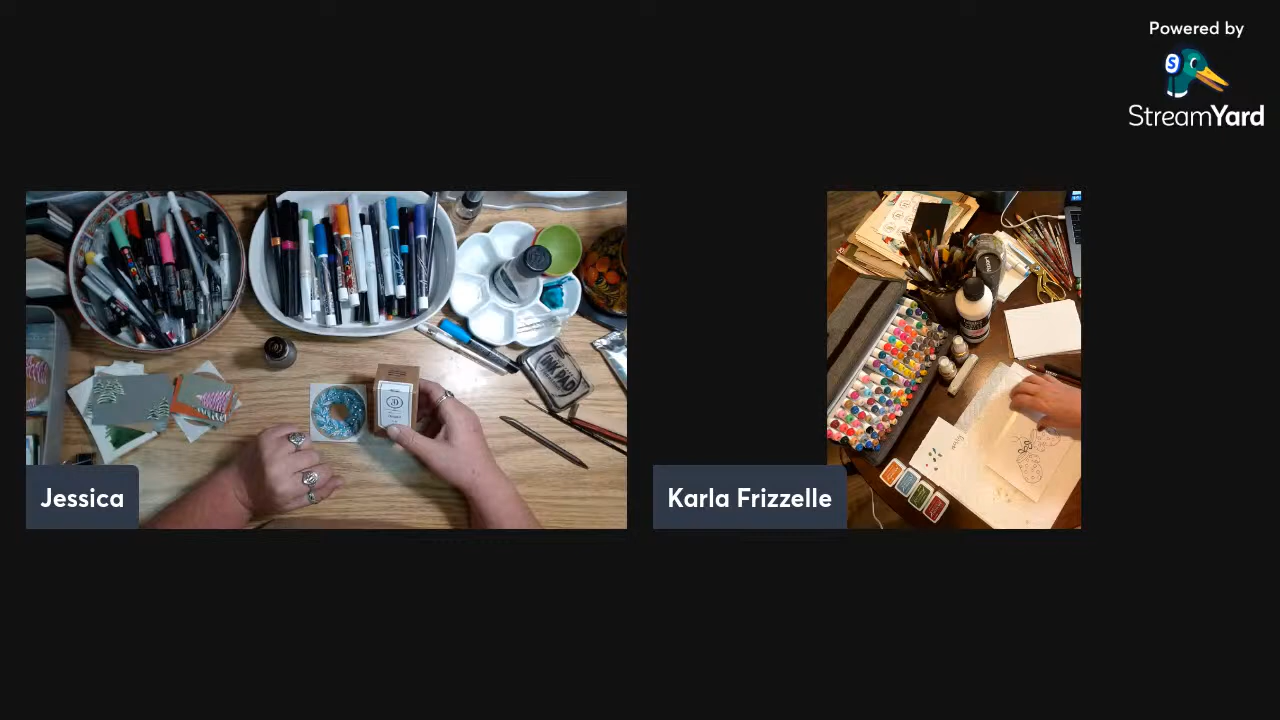 Powered by
S
StreamYard
INK PAD
Jessica
Karla Frizzelle